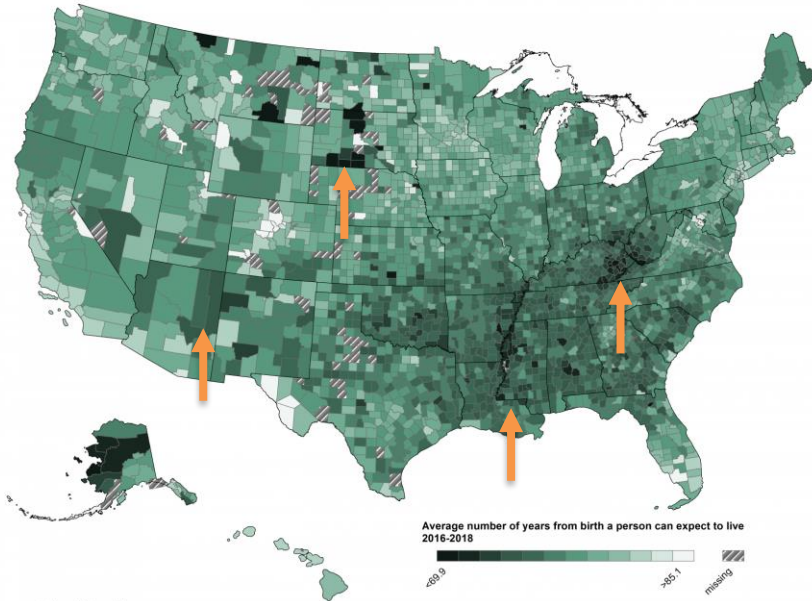 Average number of years from birth a person can expect to live
2016-2018
<69.9
>85.1
missing